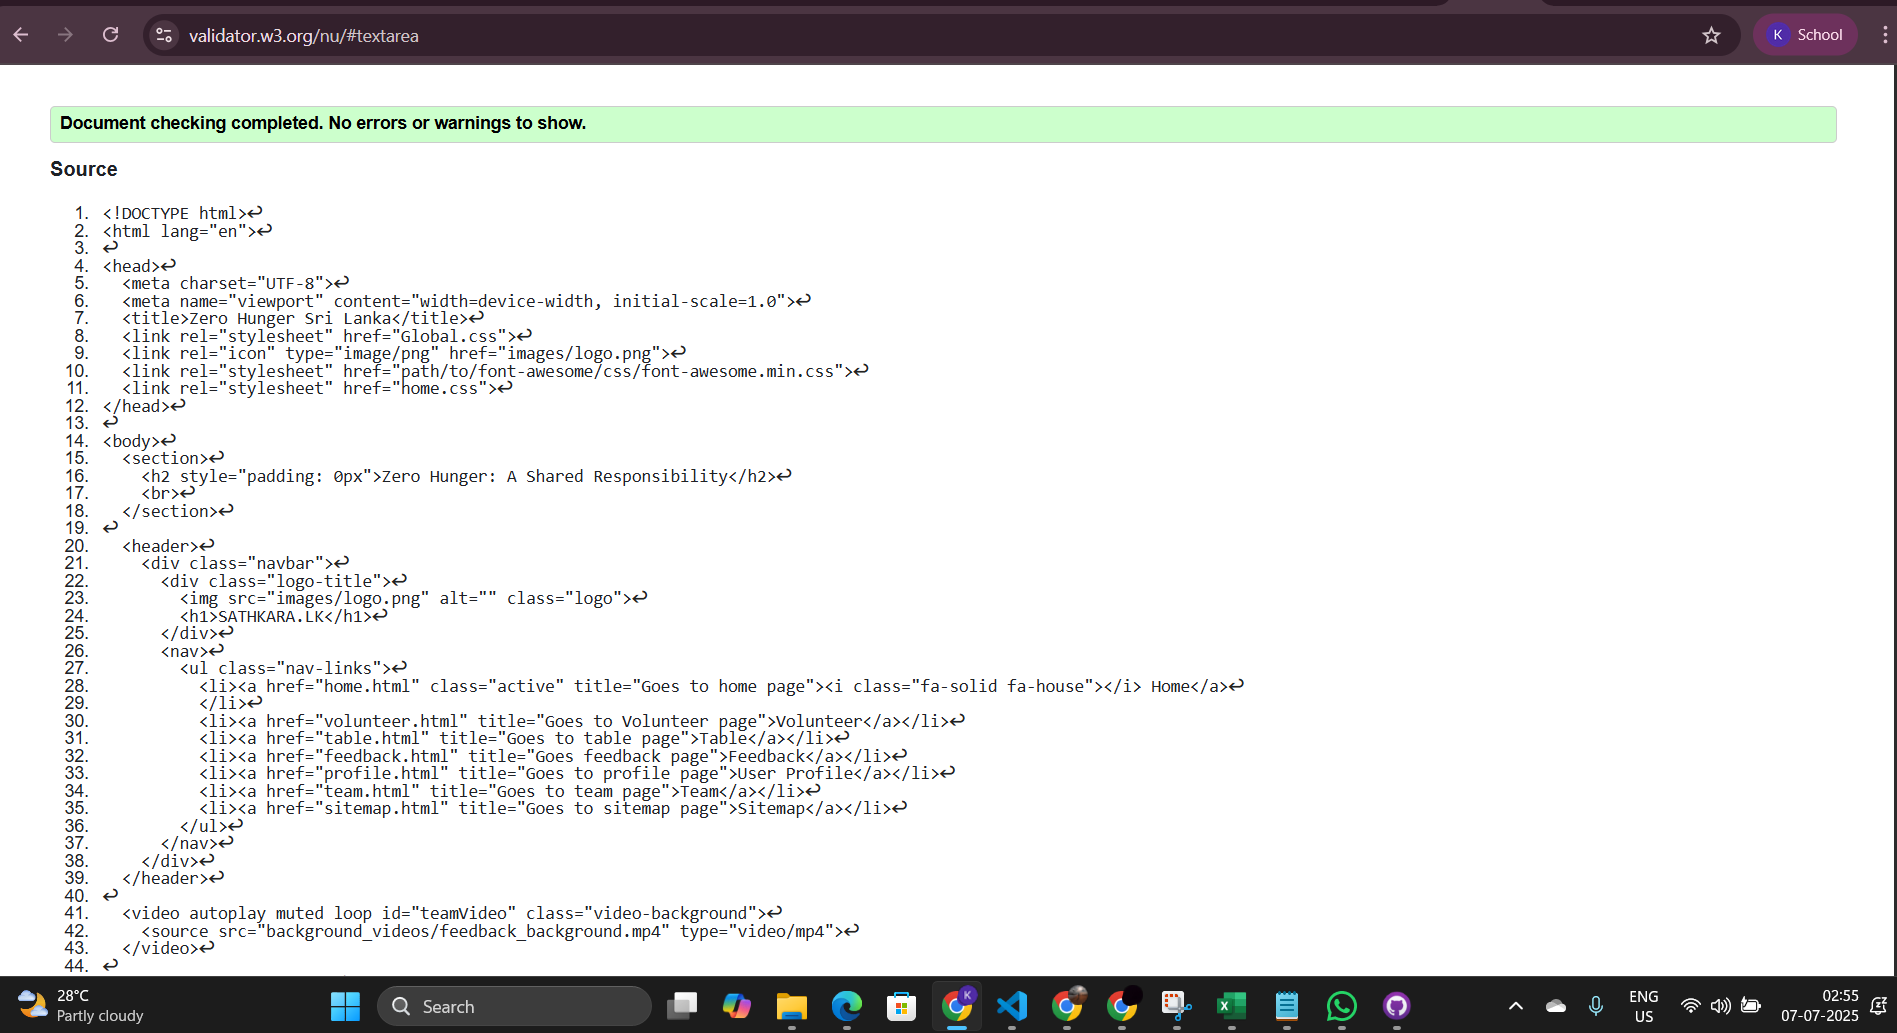 validator.w3.org/nu/#textarea
K School
Document checking completed. No errors or warnings to show.
Source
1. <!DOCTYPE html>↩
2. <html lang="en">↩
3. ↩
4. <head>↩
5. <meta charset="UTF-8">↩
6. <meta name="viewport" content="width=device-width, initial-scale=1.0">↩
7. <title>Zero Hunger Sri Lanka</title>↩
8. <link rel="stylesheet" href="Global.css">↩
9. <link rel="icon" type="image/png" href="images/logo.png">↩
10. <link rel="stylesheet" href="path/to/font-awesome/css/font-awesome.min.css">↩
11. <link rel="stylesheet" href="home.css">↩
12. </head>↩
13. ↩
14. <body>↩
15. <section>↩
16. <h2 style="padding: 0px">Zero Hunger: A Shared Responsibility</h2>↩
17. <br>↩
18. </section>↩
19. ↩
20. <header>↩
21. <div class="navbar">↩
22. <div class="logo-title">↩
23. <img src="images/logo.png" alt="" class="logo">↩
24. <h1>SATHKARA.LK</h1>↩
25. </div>↩
26. <nav>↩
27. <ul class="nav-links">↩
28. <li><a href="home.html" class="active" title="Goes to home page"><i class="fa-solid fa-house"></i> Home</a>↩
29. </li>↩
30. <li><a href="volunteer.html" title="Goes to Volunteer page">Volunteer</a></li>↩
31. <li><a href="table.html" title="Goes to table page">Table</a></li>↩
32. <li><a href="feedback.html" title="Goes feedback page">Feedback</a></li>↩
33. <li><a href="profile.html" title="Goes to profile page">User Profile</a></li>↩
34. <li><a href="team.html" title="Goes to team page">Team</a></li>↩
35. <li><a href="sitemap.html" title="Goes to sitemap page">Sitemap</a></li>↩
36. </ul>↩
37. </nav>↩
38. </div>↩
39. </header>↩
40. ↩
41. <video autoplay muted loop id="teamVideo" class="video-background">↩
42. <source src="background_videos/feedback_background.mp4" type="video/mp4">↩
43. </video>↩
44. ↩
28°C
Partly cloudy
Search
K
ENG
US
02:55
07-07-2025